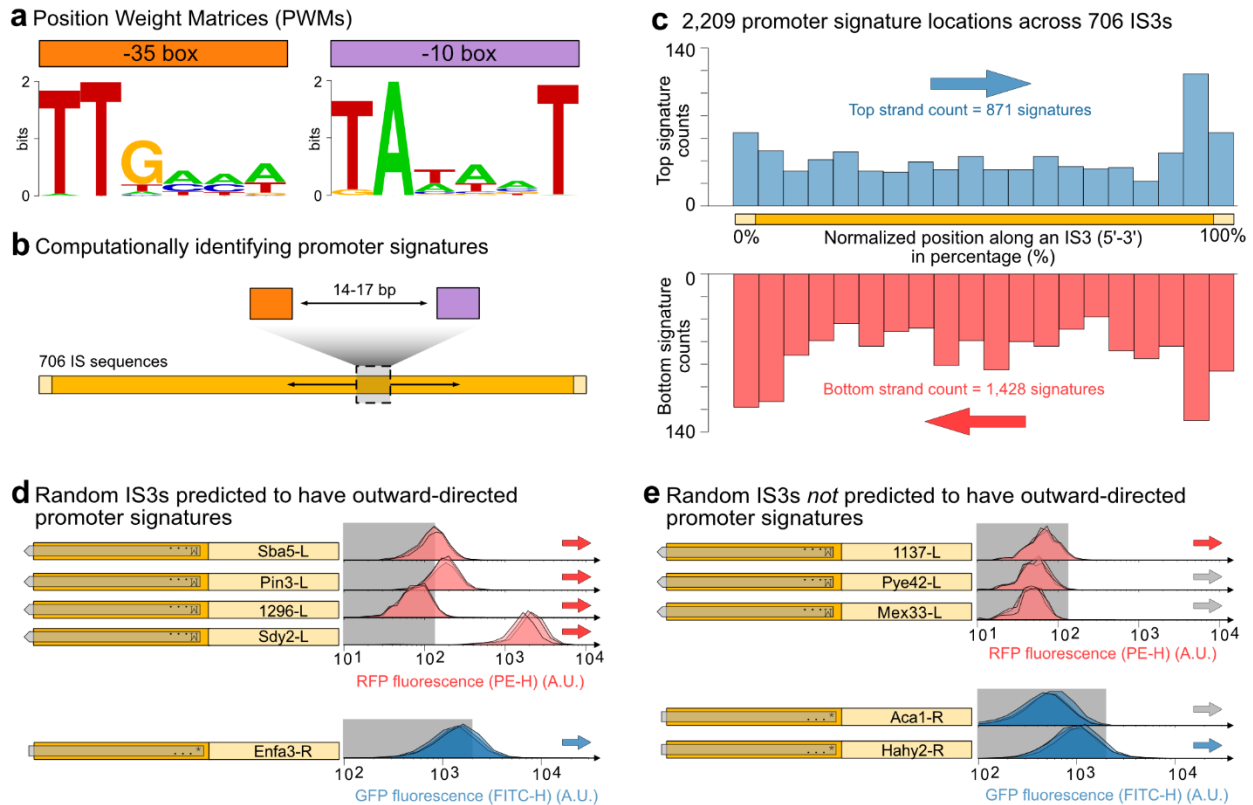 a Position Weight Matrices (PWMs)
-35 box
-10 box
2
bits
0
TTGAAA
T C C T
2
bits
0
TATAAT
b Computationally identifying promoter signatures
14-17 bp
706 IS sequences
c 2,209 promoter signature locations across 706 IS3s
140
Top signature
counts
0
Top strand count = 871 signatures
0%
Normalized position along an IS3 (5'-3')
in percentage (%)
100%
0
Bottom signature
counts
140
Bottom strand count = 1,428 signatures
d Random IS3s predicted to have outward-directed
promoter signatures
...M Sba5-L
...M Pin3-L
...M 1296-L
...M Sdy2-L
101 102 103 104
RFP fluorescence (PE-H) (A.U.)
...* Enfa3-R
102 103 104
GFP fluorescence (FITC-H) (A.U.)
e Random IS3s not predicted to have outward-directed
promoter signatures
...M 1137-L
...M Pye42-L
...M Mex33-L
101 102 103 104
RFP fluorescence (PE-H) (A.U.)
...* Aca1-R
...* Hahy2-R
102 103 104
GFP fluorescence (FITC-H) (A.U.)